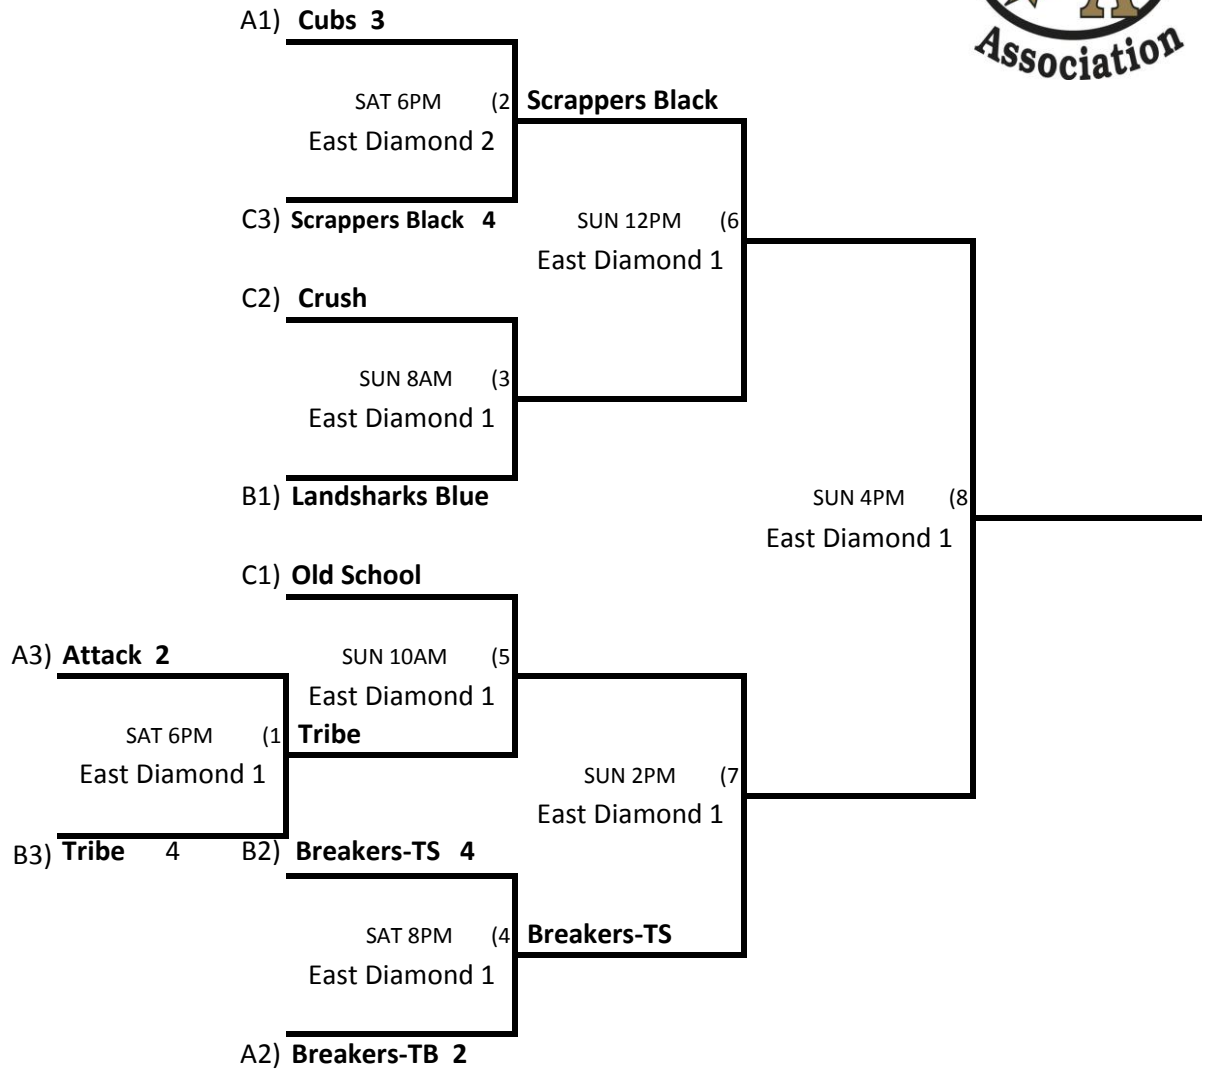 A1) Cubs 3
Association
SAT 6PM (2 Scrappers Black
East Diamond 2
C3) Scrappers Black 4
SUN 12PM (6
East Diamond 1
C2) Crush
SUN 8AM (3
East Diamond 1
B1) Landsharks Blue
SUN 4PM (8
East Diamond 1
C1) Old School
A3) Attack 2
SUN 10AM (5
East Diamond 1
SAT 6PM (1 Tribe
East Diamond 1
SUN 2PM (7
East Diamond 1
B3) Tribe 4
B2) Breakers-TS 4
SAT 8PM (4 Breakers-TS
East Diamond 1
A2) Breakers-TB 2